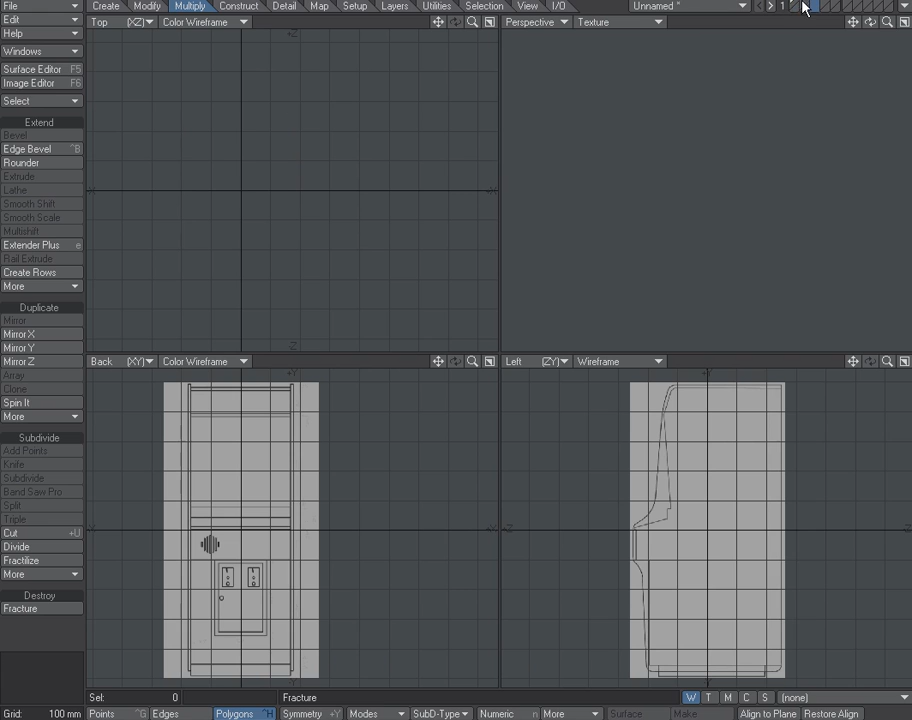 File Create Modify Multiply Construct Detail Map Setup Layers Utilities Selection View I/O Unnamed * < > 1
Edit Top (XZ) Color Wireframe Perspective Texture
Help
Windows
Surface Editor F5
Image Editor F6
Select
Extend
Bevel
Edge Bevel ^B
Rounder
Extrude
Lathe
Smooth Shift
Smooth Scale
Multishift
Extender Plus e
Rail Extrude
Create Rows
More
Duplicate
Mirror
Mirror X
Mirror Y
Mirror Z
Back (XY) Color Wireframe Left (ZY) Wireframe
Array
Clone
Spin It
More
Subdivide
Add Points
Knife
Subdivide
Band Saw Pro
Split
Triple
Cut +U
Divide
Fractilize
More
Destroy
Fracture
Sel: 0 Fracture W T M C S (none)
Grid: 100 mm Points ^G Edges Polygons ^H Symmetry +Y Modes SubD-Type Numeric n More Surface Make Align to Plane Restore Align